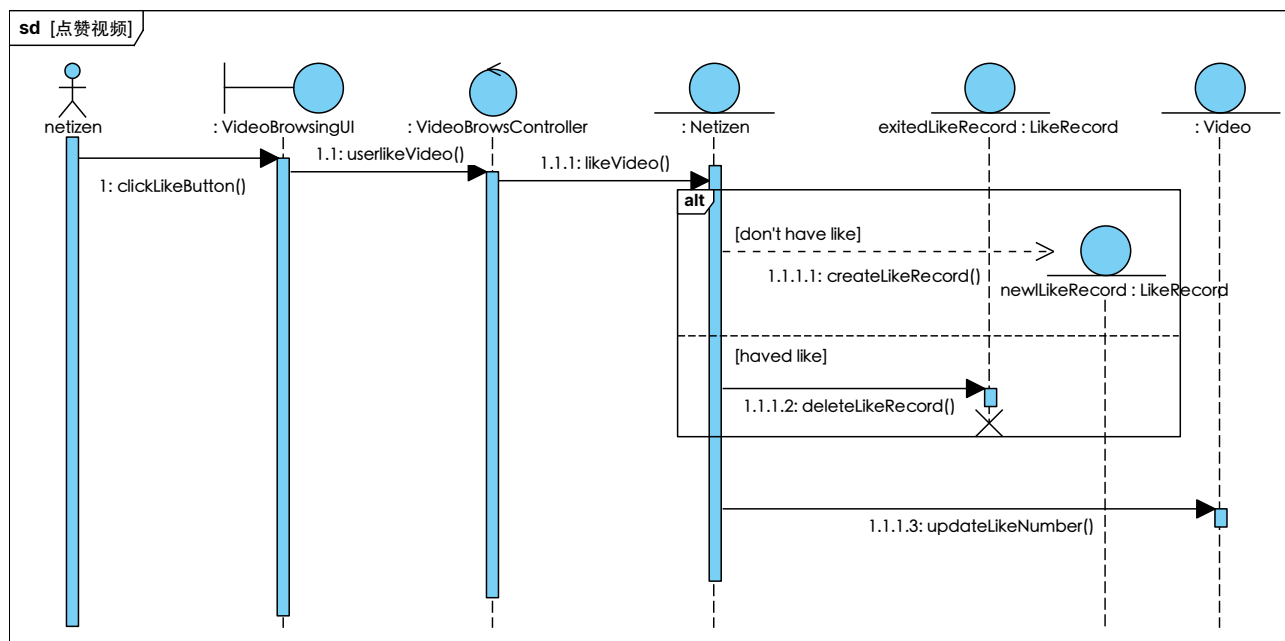 sd [点赞视频]
netizen
: VideoBrowsingUI
: VideoBrowsController
: Netizen
exitedLikeRecord : LikeRecord
: Video
1: clickLikeButton()
1.1: userlikeVideo()
1.1.1: likeVideo()
alt
[don't have like]
1.1.1.1: createLikeRecord()
newlLikeRecord : LikeRecord
[haved like]
1.1.1.2: deleteLikeRecord()
1.1.1.3: updateLikeNumber()